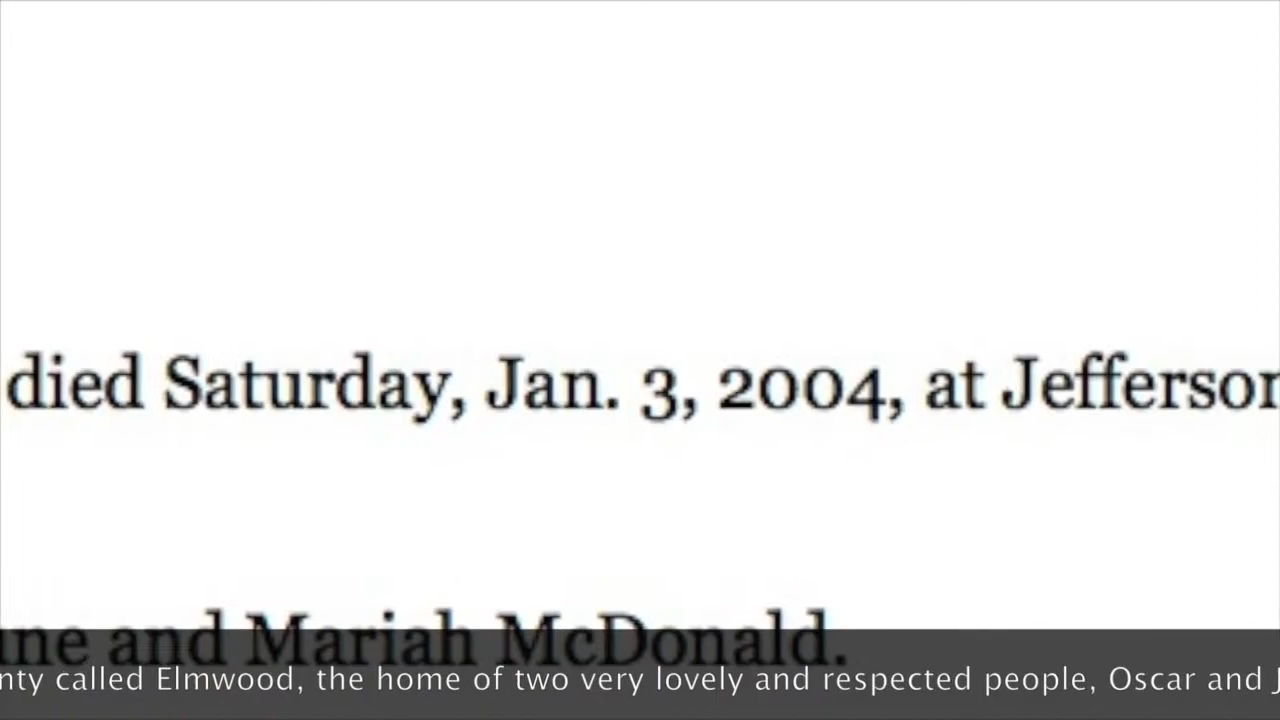 died Saturday, Jan. 3, 2004, at Jefferson
and Mariah McDonald.
called Elmwood, the home of two very lovely and respected people, Oscar and